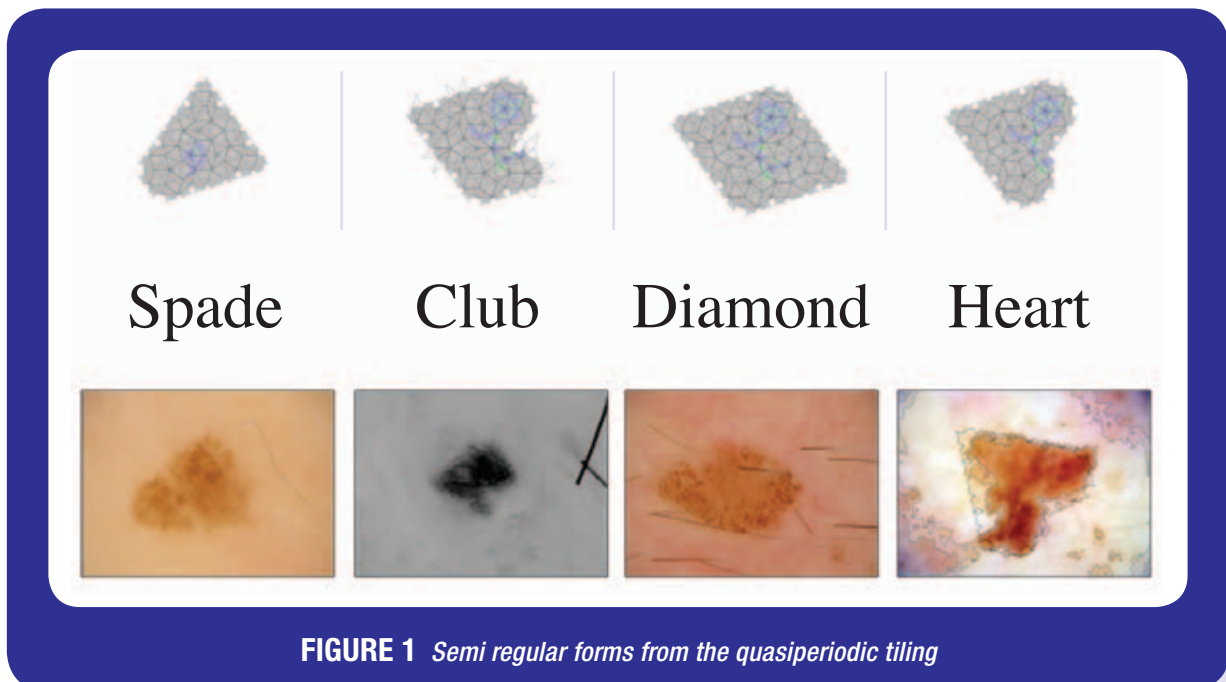 Spade Club Diamond Heart
FIGURE 1 Semi regular forms from the quasiperiodic tiling